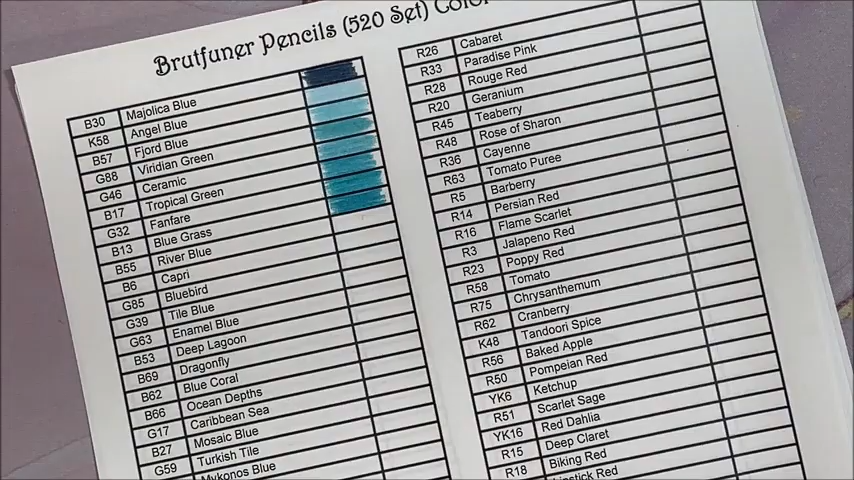 Brutfuner Pencils (520 Set)
B30 Majolica Blue
K58 Angel Blue
B57 Fjord Blue
G88 Viridian Green
G46 Ceramic
B17 Tropical Green
G32 Fanfare
B13 Blue Grass
B55 River Blue
B6 Capri
G85 Bluebird
G39 Tile Blue
G63 Enamel Blue
B53 Deep Lagoon
B69 Dragonfly
B62 Blue Coral
B66 Ocean Depths
G17 Caribbean Sea
B27 Mosaic Blue
G59 Turkish Tile
Mykonos Blue
R26 Cabaret
R33 Paradise Pink
R28 Rouge Red
R20 Geranium
R45 Teaberry
R48 Rose of Sharon
R36 Cayenne
R63 Tomato Puree
R5 Barberry
R14 Persian Red
R16 Flame Scarlet
R3 Jalapeno Red
R23 Poppy Red
R58 Tomato
R75 Chrysanthemum
R62 Cranberry
K48 Tandoori Spice
R56 Baked Apple
R50 Pompeian Red
YK6 Ketchup
R51 Scarlet Sage
YK16 Red Dahlia
R15 Deep Claret
R18 Biking Red
Lipstick Red